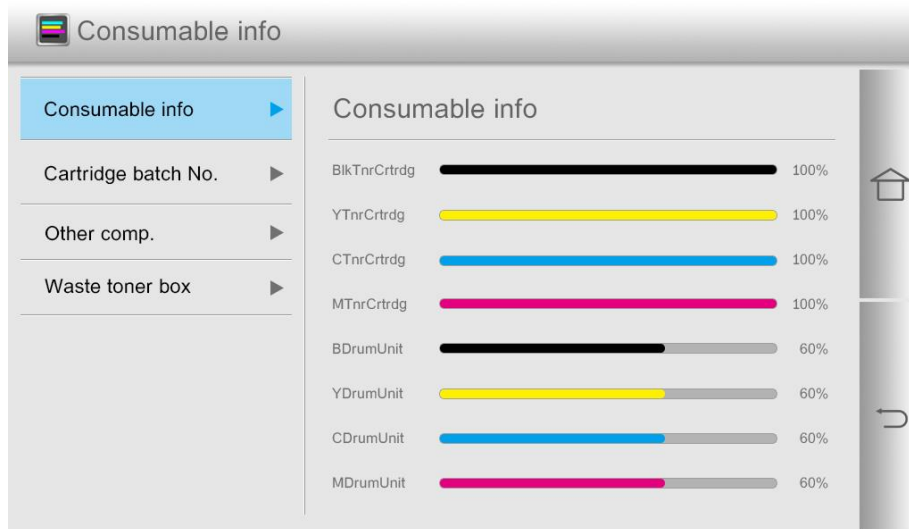 Consumable info
Consumable info
Cartridge batch No.
Other comp.
Waste toner box
Consumable info
BlkTnrCrtrdg 100%
YTnrCrtrdg 100%
CTnrCrtrdg 100%
MTnrCrtrdg 100%
BDrumUnit 60%
YDrumUnit 60%
CDrumUnit 60%
MDrumUnit 60%